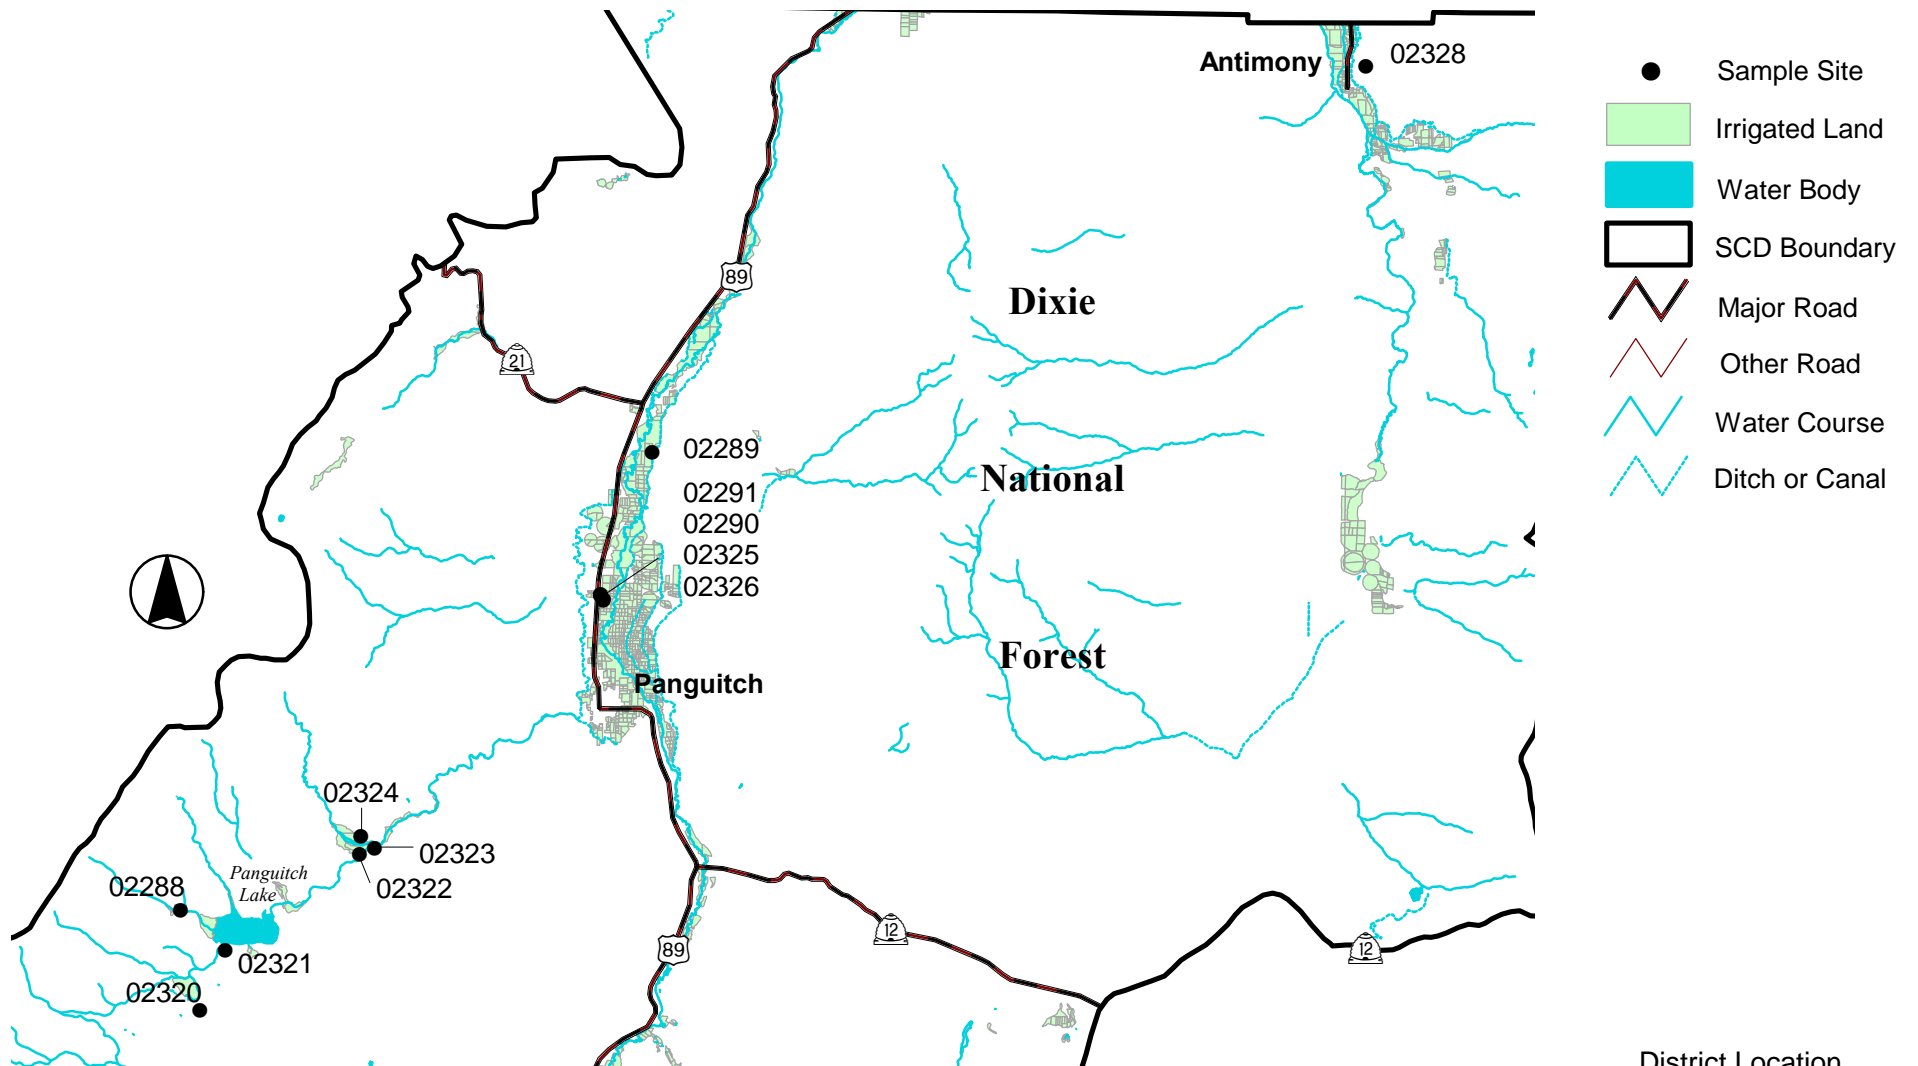 Antimony
02328
Sample Site
Irrigated Land
Water Body
SCD Boundary
Major Road
Other Road
Water Course
Ditch or Canal
89
Dixie
21
02289
02291
02290
02325
02326
National
Forest
Panguitch
02324
02323
02322
Panguitch
Lake
02288
02321
02320
89
12
12
District Location